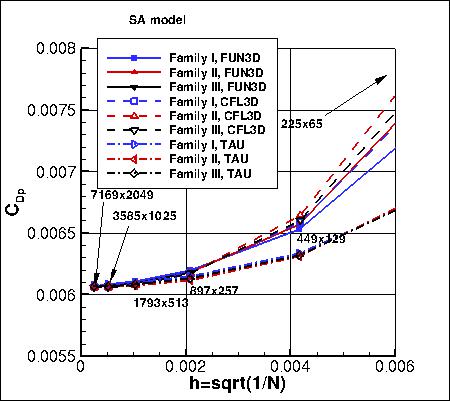 SA model
0.008
Family I, FUN3D
Family II, FUN3D
Family III, FUN3D
Family I, CFL3D
Family II, CFL3D
Family III, CFL3D
Family I, TAU
Family II, TAU
Family III, TAU
0.0075
225x65
0.007
7169x2049
CDp
3585x1025
0.0065
449x129
697x257
0.006
1793x513
0.0055
0
0.002
0.004
0.006
h=sqrt(1/N)